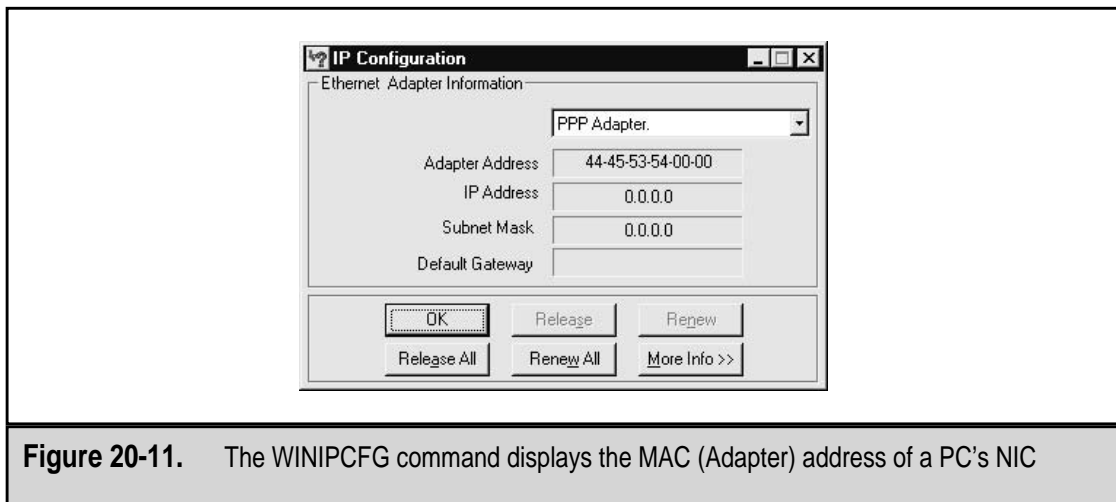 IP Configuration
Ethernet Adapter Information
PPP Adapter.
Adapter Address 44-45-53-54-00-00
IP Address 0.0.0.0
Subnet Mask 0.0.0.0
Default Gateway
OK Release Renew
Release All Renew All More Info >>
Figure 20-11. The WINIPCFG command displays the MAC (Adapter) address of a PC's NIC